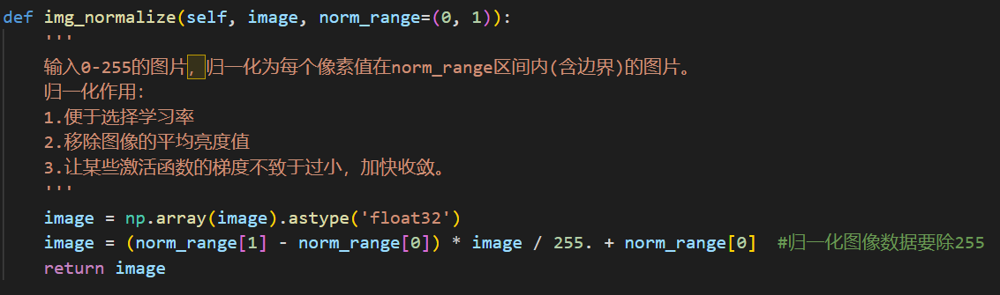 def img_normalize(self, image, norm_range=(0, 1)):
'''
输入0-255的图片，归一化为每个像素值在norm_range区间内(含边界)的图片。
归一化作用：
1.便于选择学习率
2.移除图像的平均亮度值
3.让某些激活函数的梯度不致于过小，加快收敛。
'''
image = np.array(image).astype('float32')
image = (norm_range[1] - norm_range[0]) * image / 255. + norm_range[0]  #归一化图像数据要除255
return image